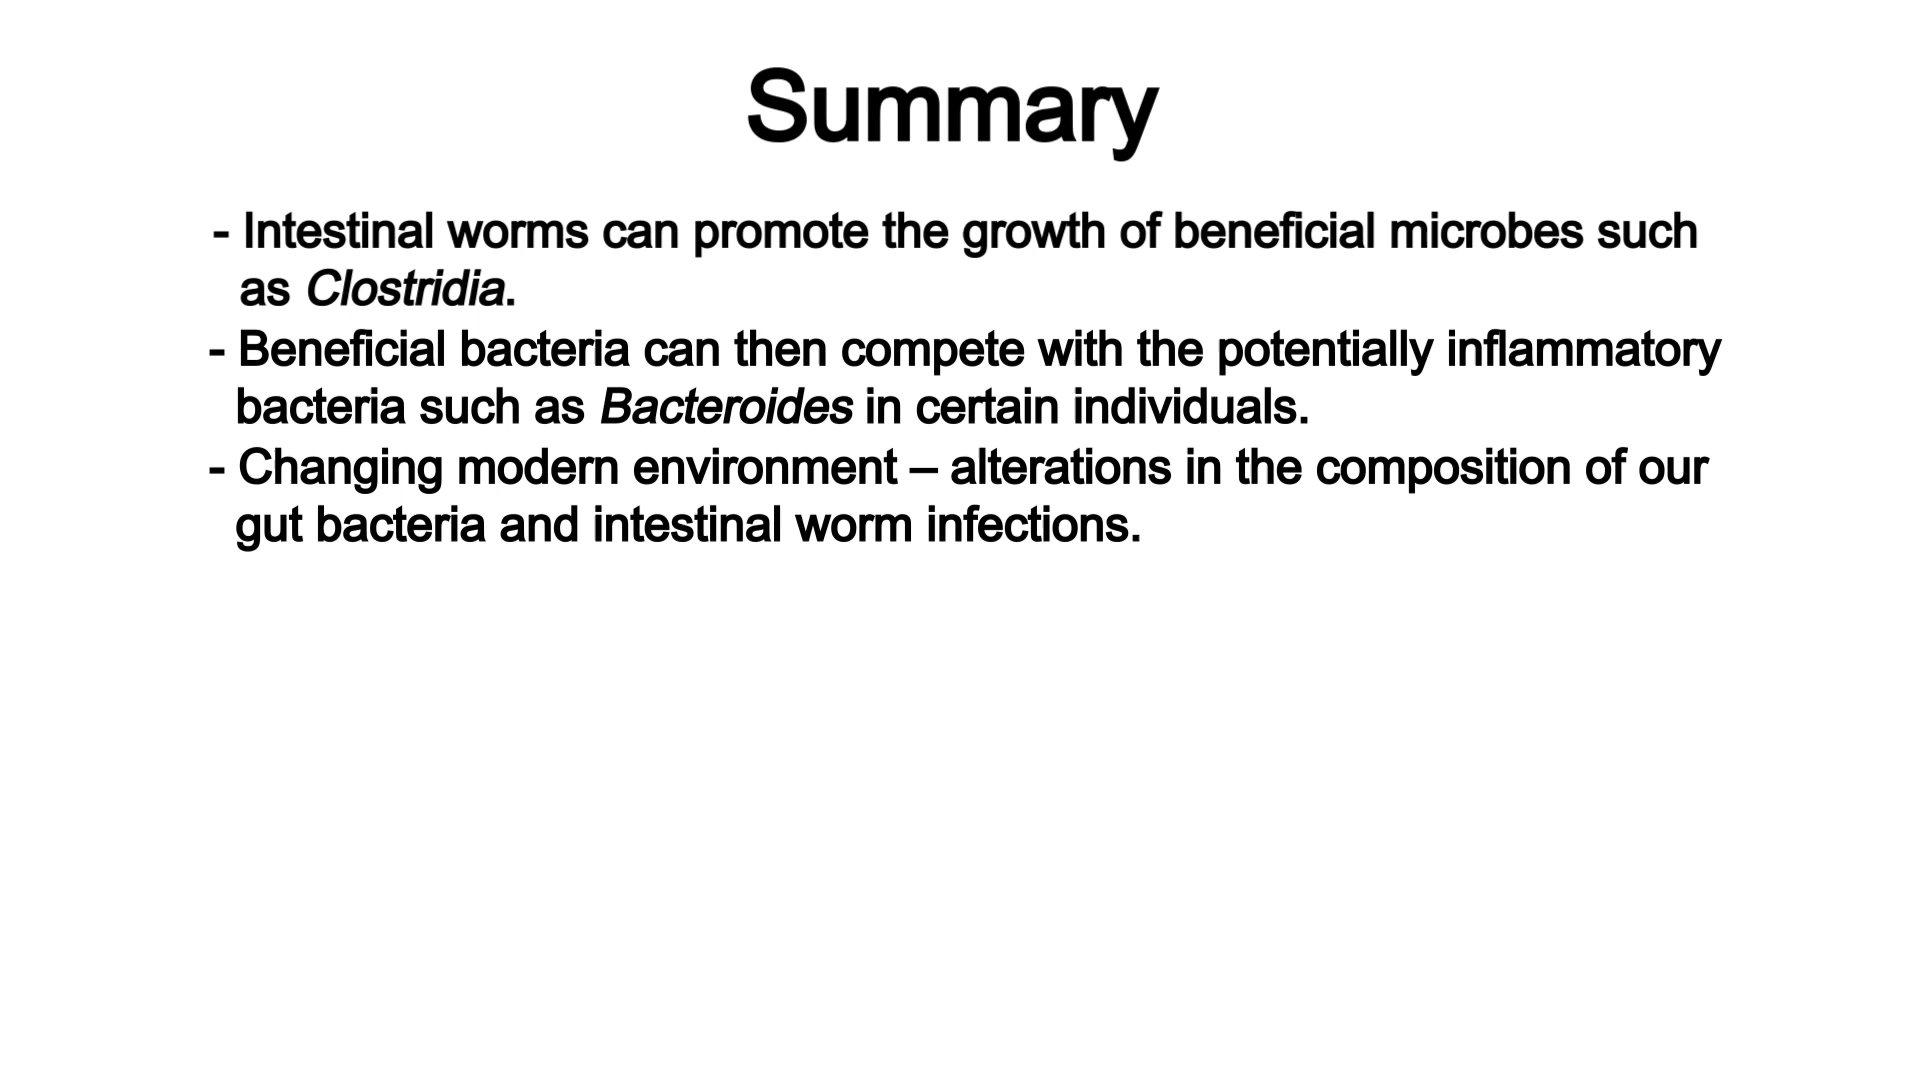 Summary
- Intestinal worms can promote the growth of beneficial microbes such
as Clostridia.
- Beneficial bacteria can then compete with the potentially inflammatory
bacteria such as Bacteroides in certain individuals.
- Changing modern environment – alterations in the composition of our
gut bacteria and intestinal worm infections.